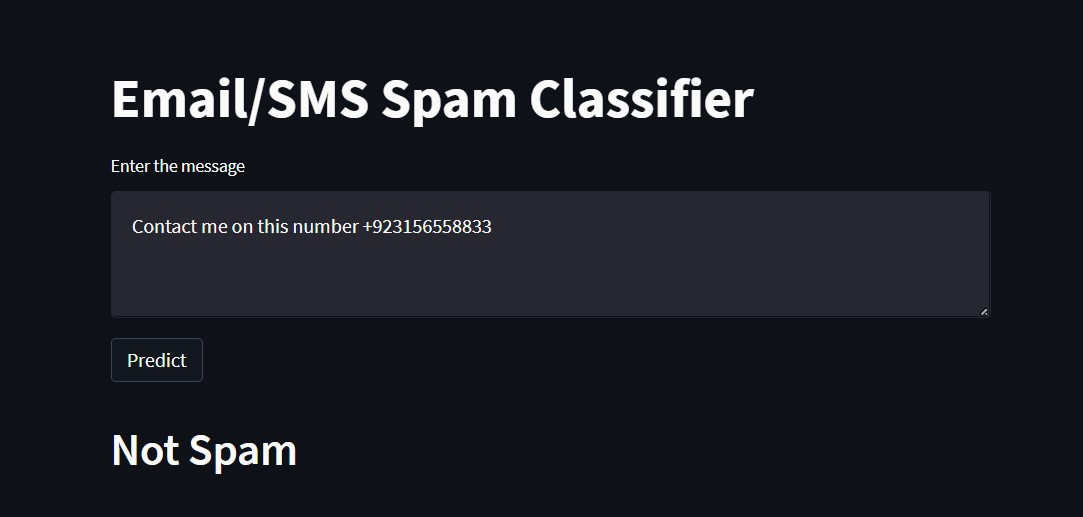 Email/SMS Spam Classifier
Enter the message
Contact me on this number +923156558833
Predict
Not Spam